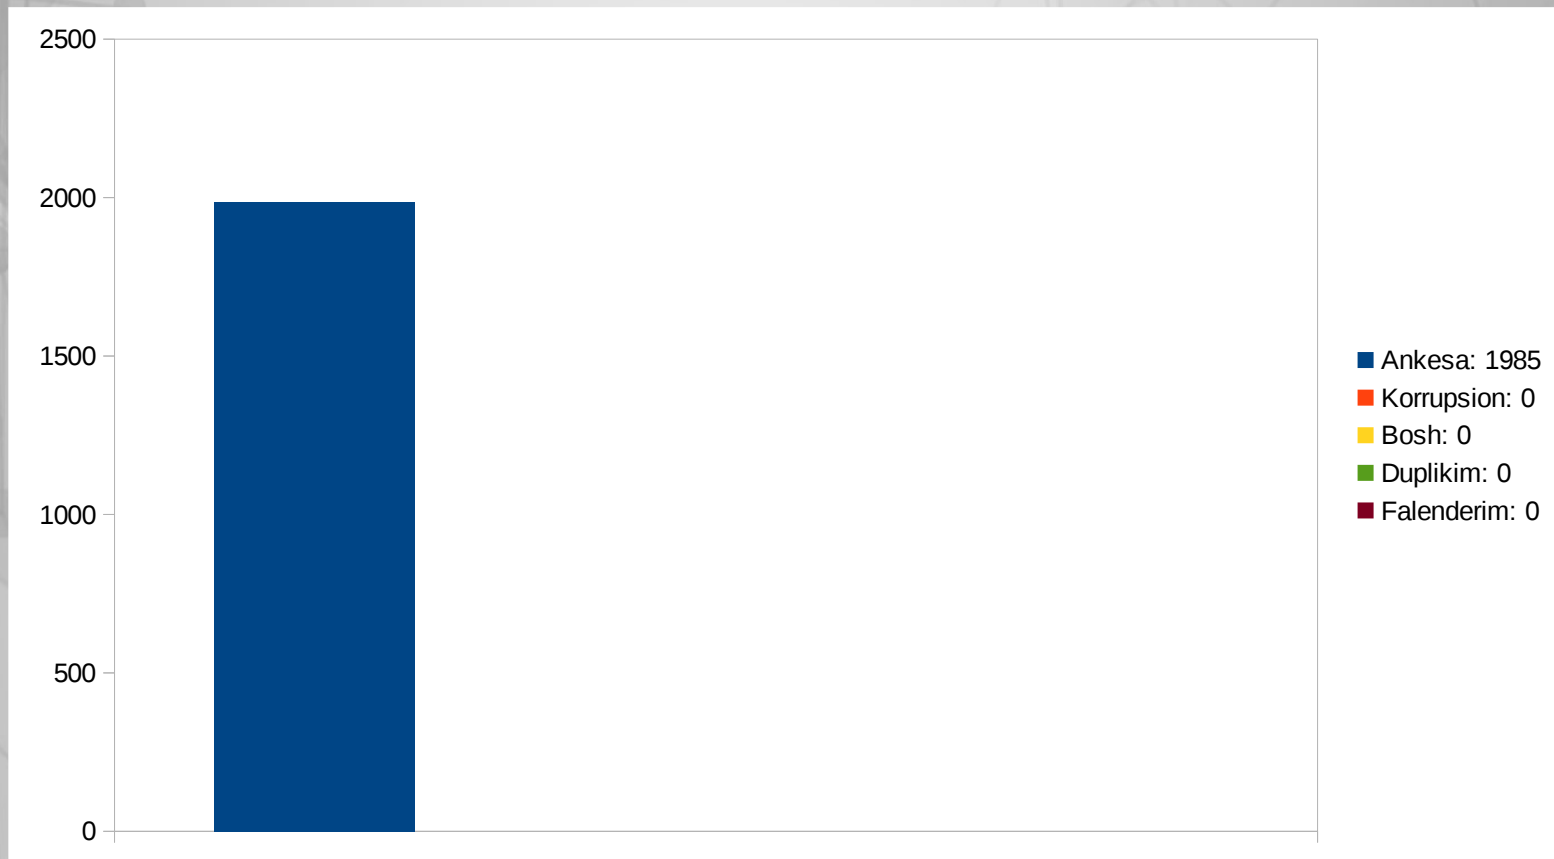 2500
2000
1500
1000
500
0
Ankesa: 1985
Korrupsion: 0
Bosh: 0
Duplikim: 0
Falenderim: 0